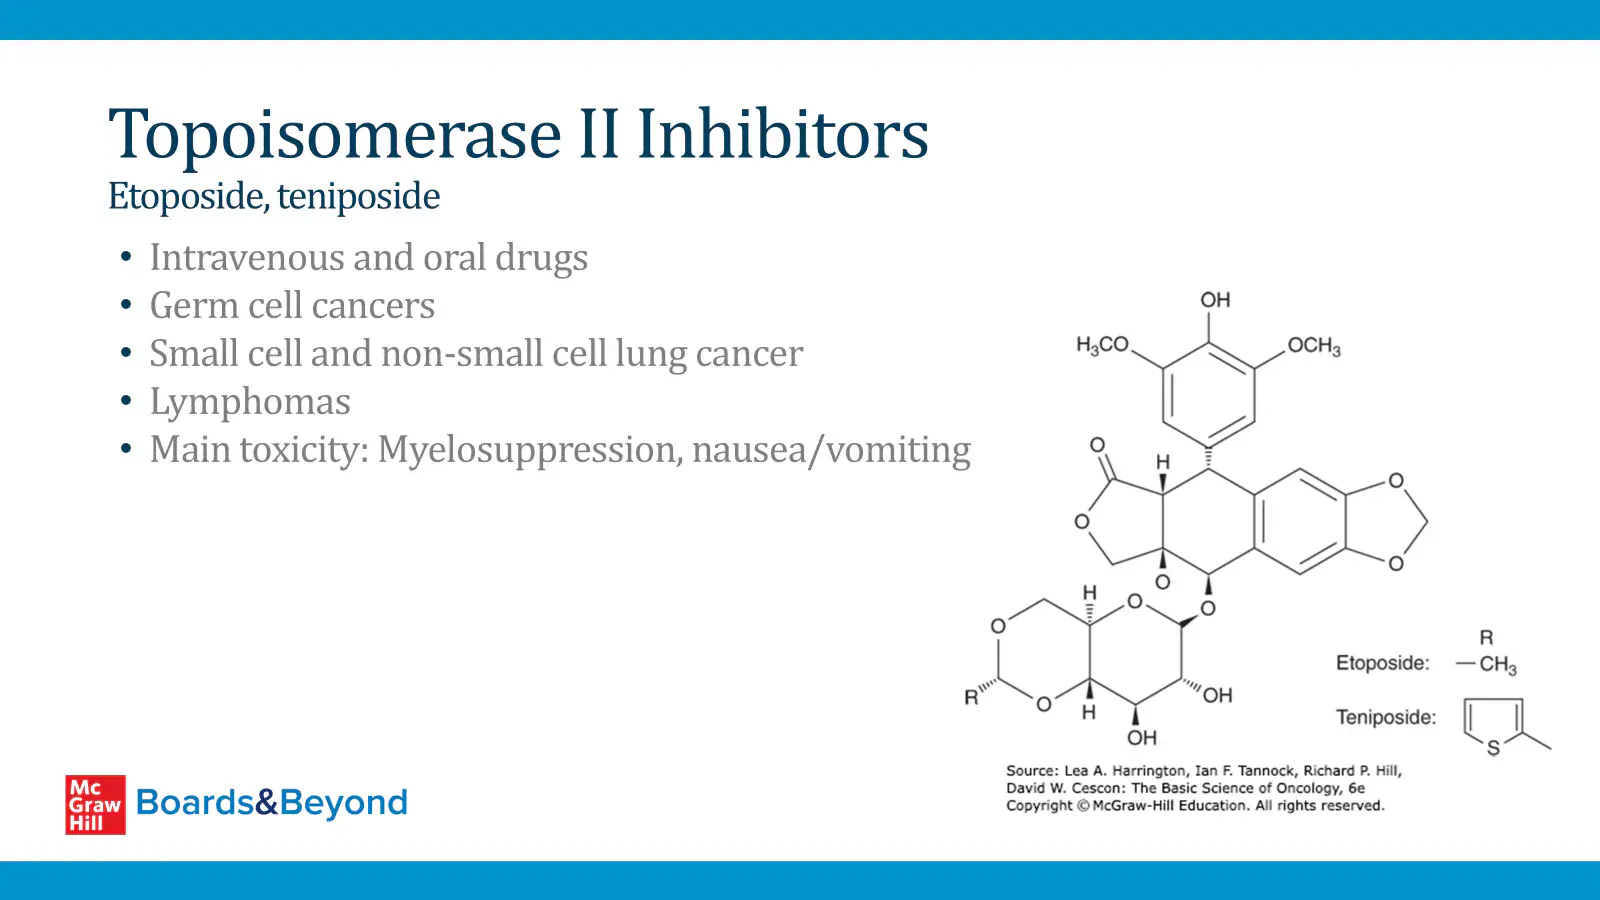 Topoisomerase II Inhibitors
Etoposide, teniposide
• Intravenous and oral drugs
• Germ cell cancers
• Small cell and non-small cell lung cancer
• Lymphomas
• Main toxicity: Myelosuppression, nausea/vomiting
OH
H₃CO
OCH₃
O
H
O
O
O
O
O
H
O
O
O
R
O
H
OH
OH
R
Etoposide: —CH₃
Teniposide:
S
Source: Lea A. Harrington, Ian F. Tannock, Richard P. Hill,
David W. Cescon: The Basic Science of Oncology, 6e
Copyright © McGraw-Hill Education. All rights reserved.
Mc
Graw
Hill
Boards&Beyond